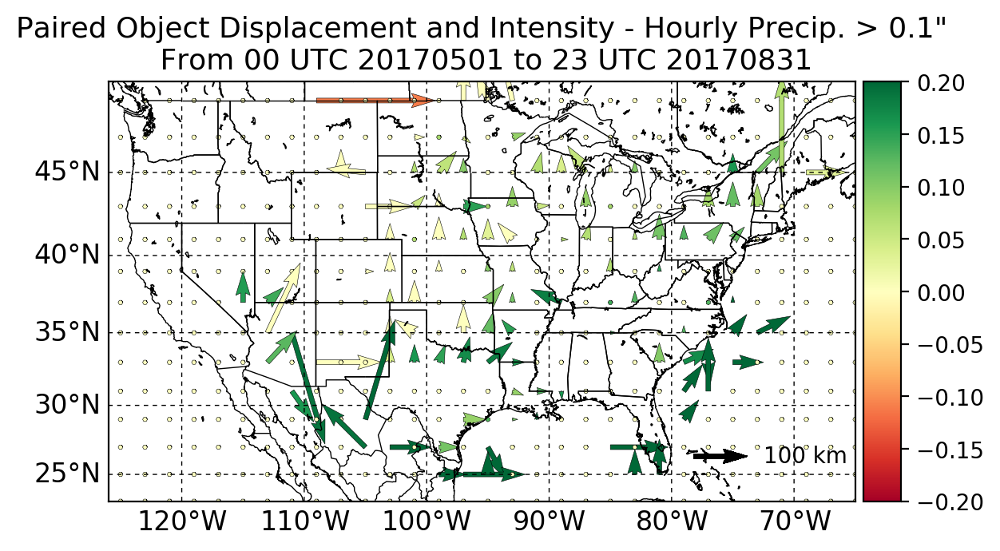 Paired Object Displacement and Intensity - Hourly Precip. > 0.1"
From 00 UTC 20170501 to 23 UTC 20170831
45°N
40°N
35°N
30°N
25°N
120°W 110°W 100°W 90°W 80°W 70°W
100 km
0.20
0.15
0.10
0.05
0.00
−0.05
−0.10
−0.15
−0.20